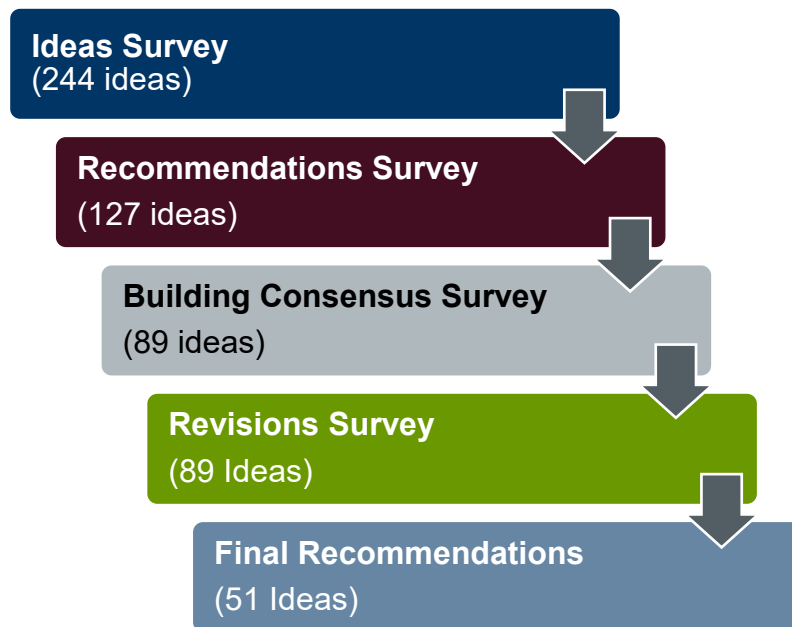 Ideas Survey
(244 ideas)
Recommendations Survey
(127 ideas)
Building Consensus Survey
(89 ideas)
Revisions Survey
(89 Ideas)
Final Recommendations
(51 Ideas)